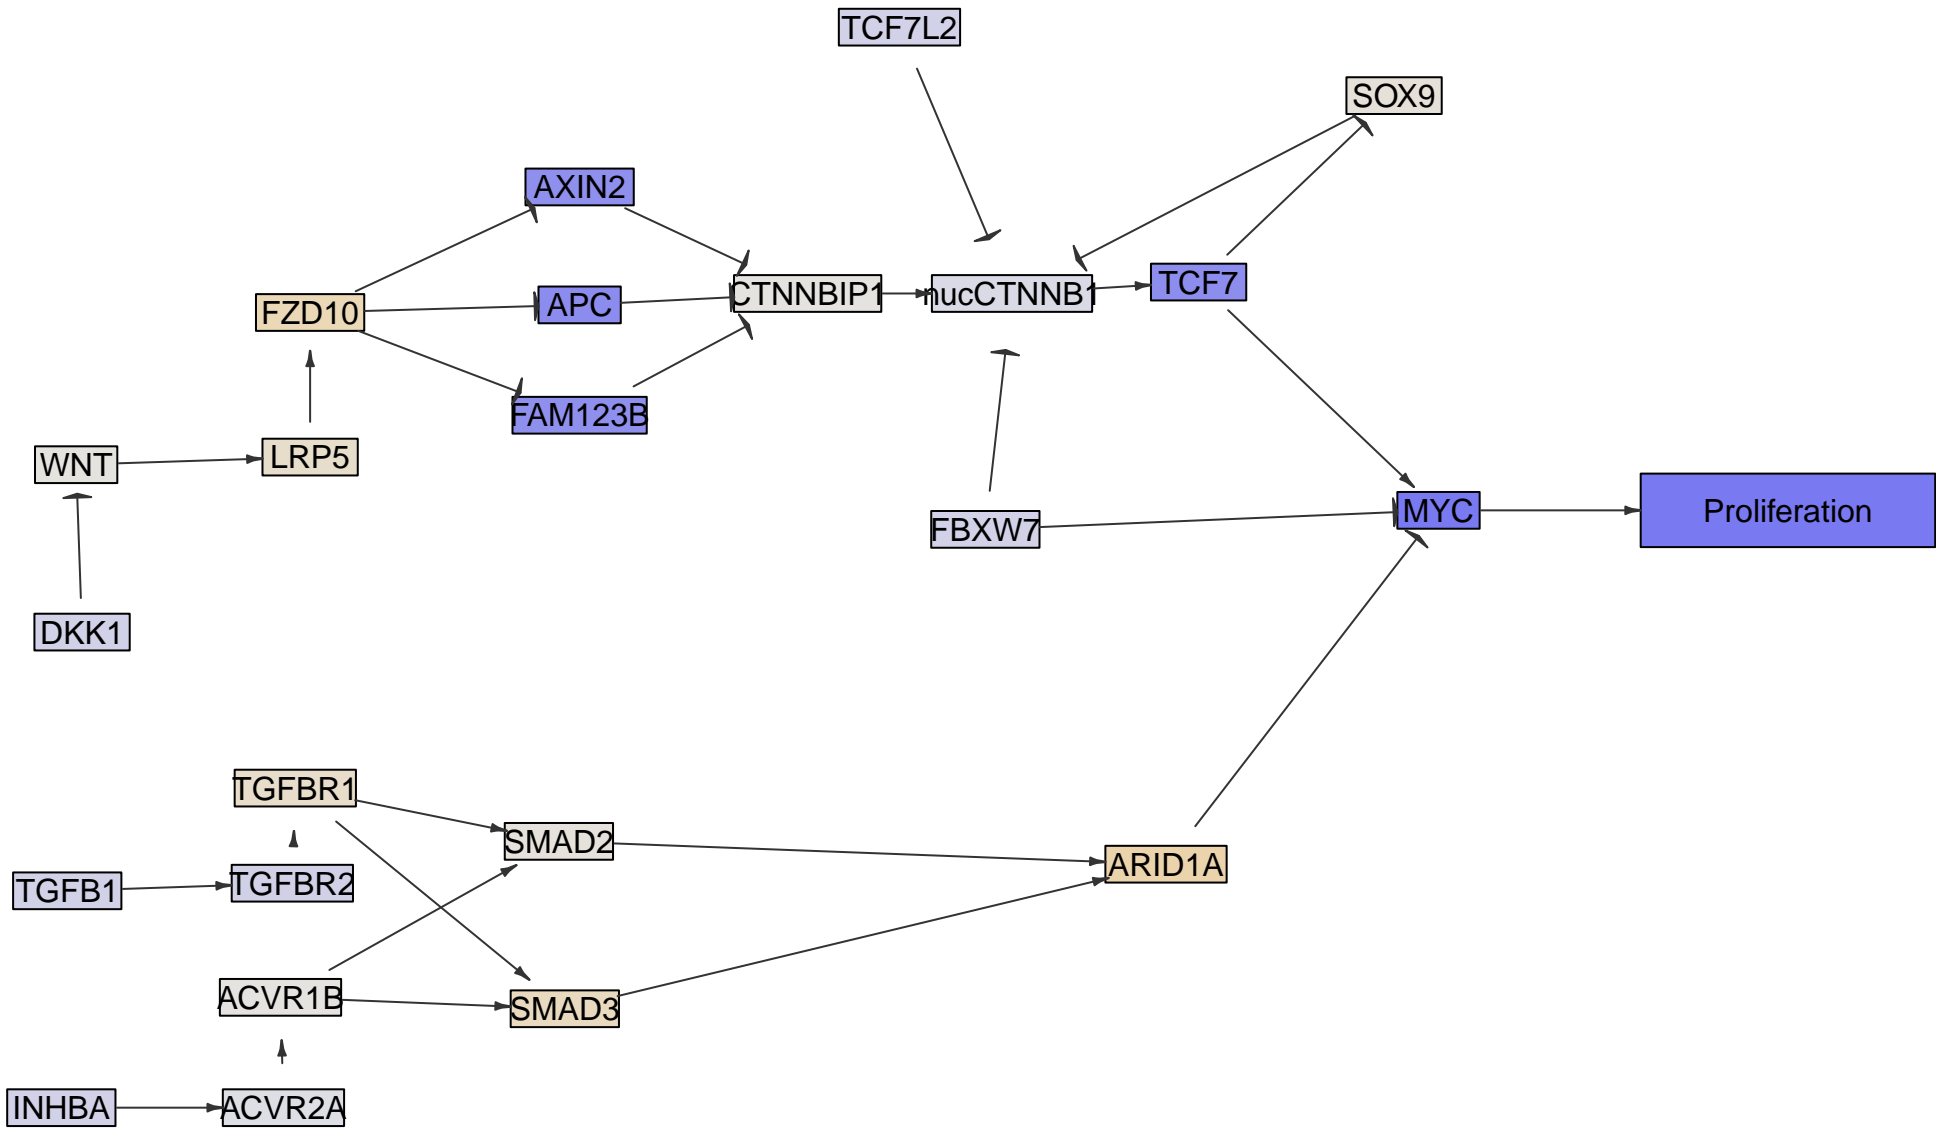 TCF7L2
SOX9
AXIN2
TCF7
CTNNBIP1
nucCTNNB1
APC
FZD10
FAM123B
LRP5
WNT
MYC
Proliferation
FBXW7
DKK1
TGFBR1
SMAD2
ARID1A
TGFBR2
TGFB1
ACVR1B
SMAD3
INHBA
ACVR2A